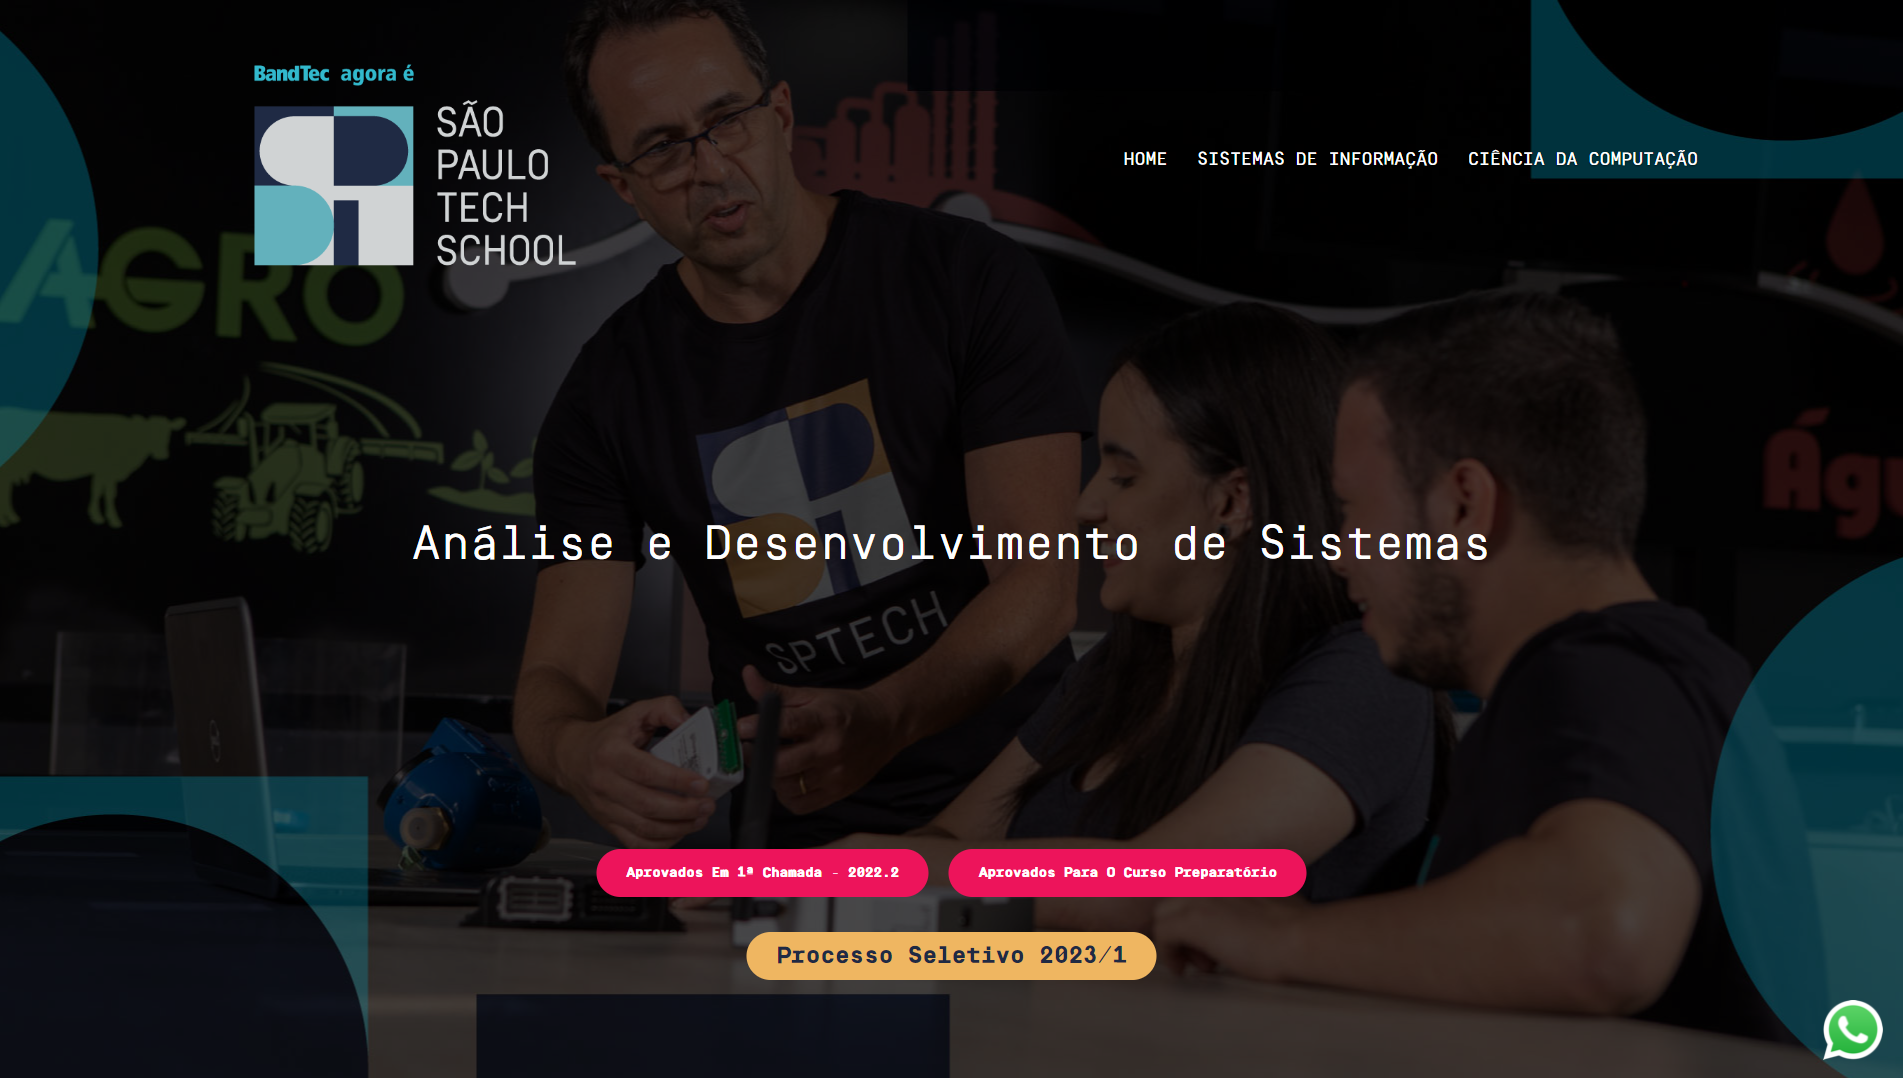 BandTec agora é
SÃO
PAULO
TECH
SCHOOL
HOME SISTEMAS DE INFORMAÇÃO CIÊNCIA DA COMPUTAÇÃO
AGRO
Água
SPTECH
Análise e Desenvolvimento de Sistemas
Aprovados Em 1ª Chamada - 2022.2 Aprovados Para O Curso Preparatório
Processo Seletivo 2023/1